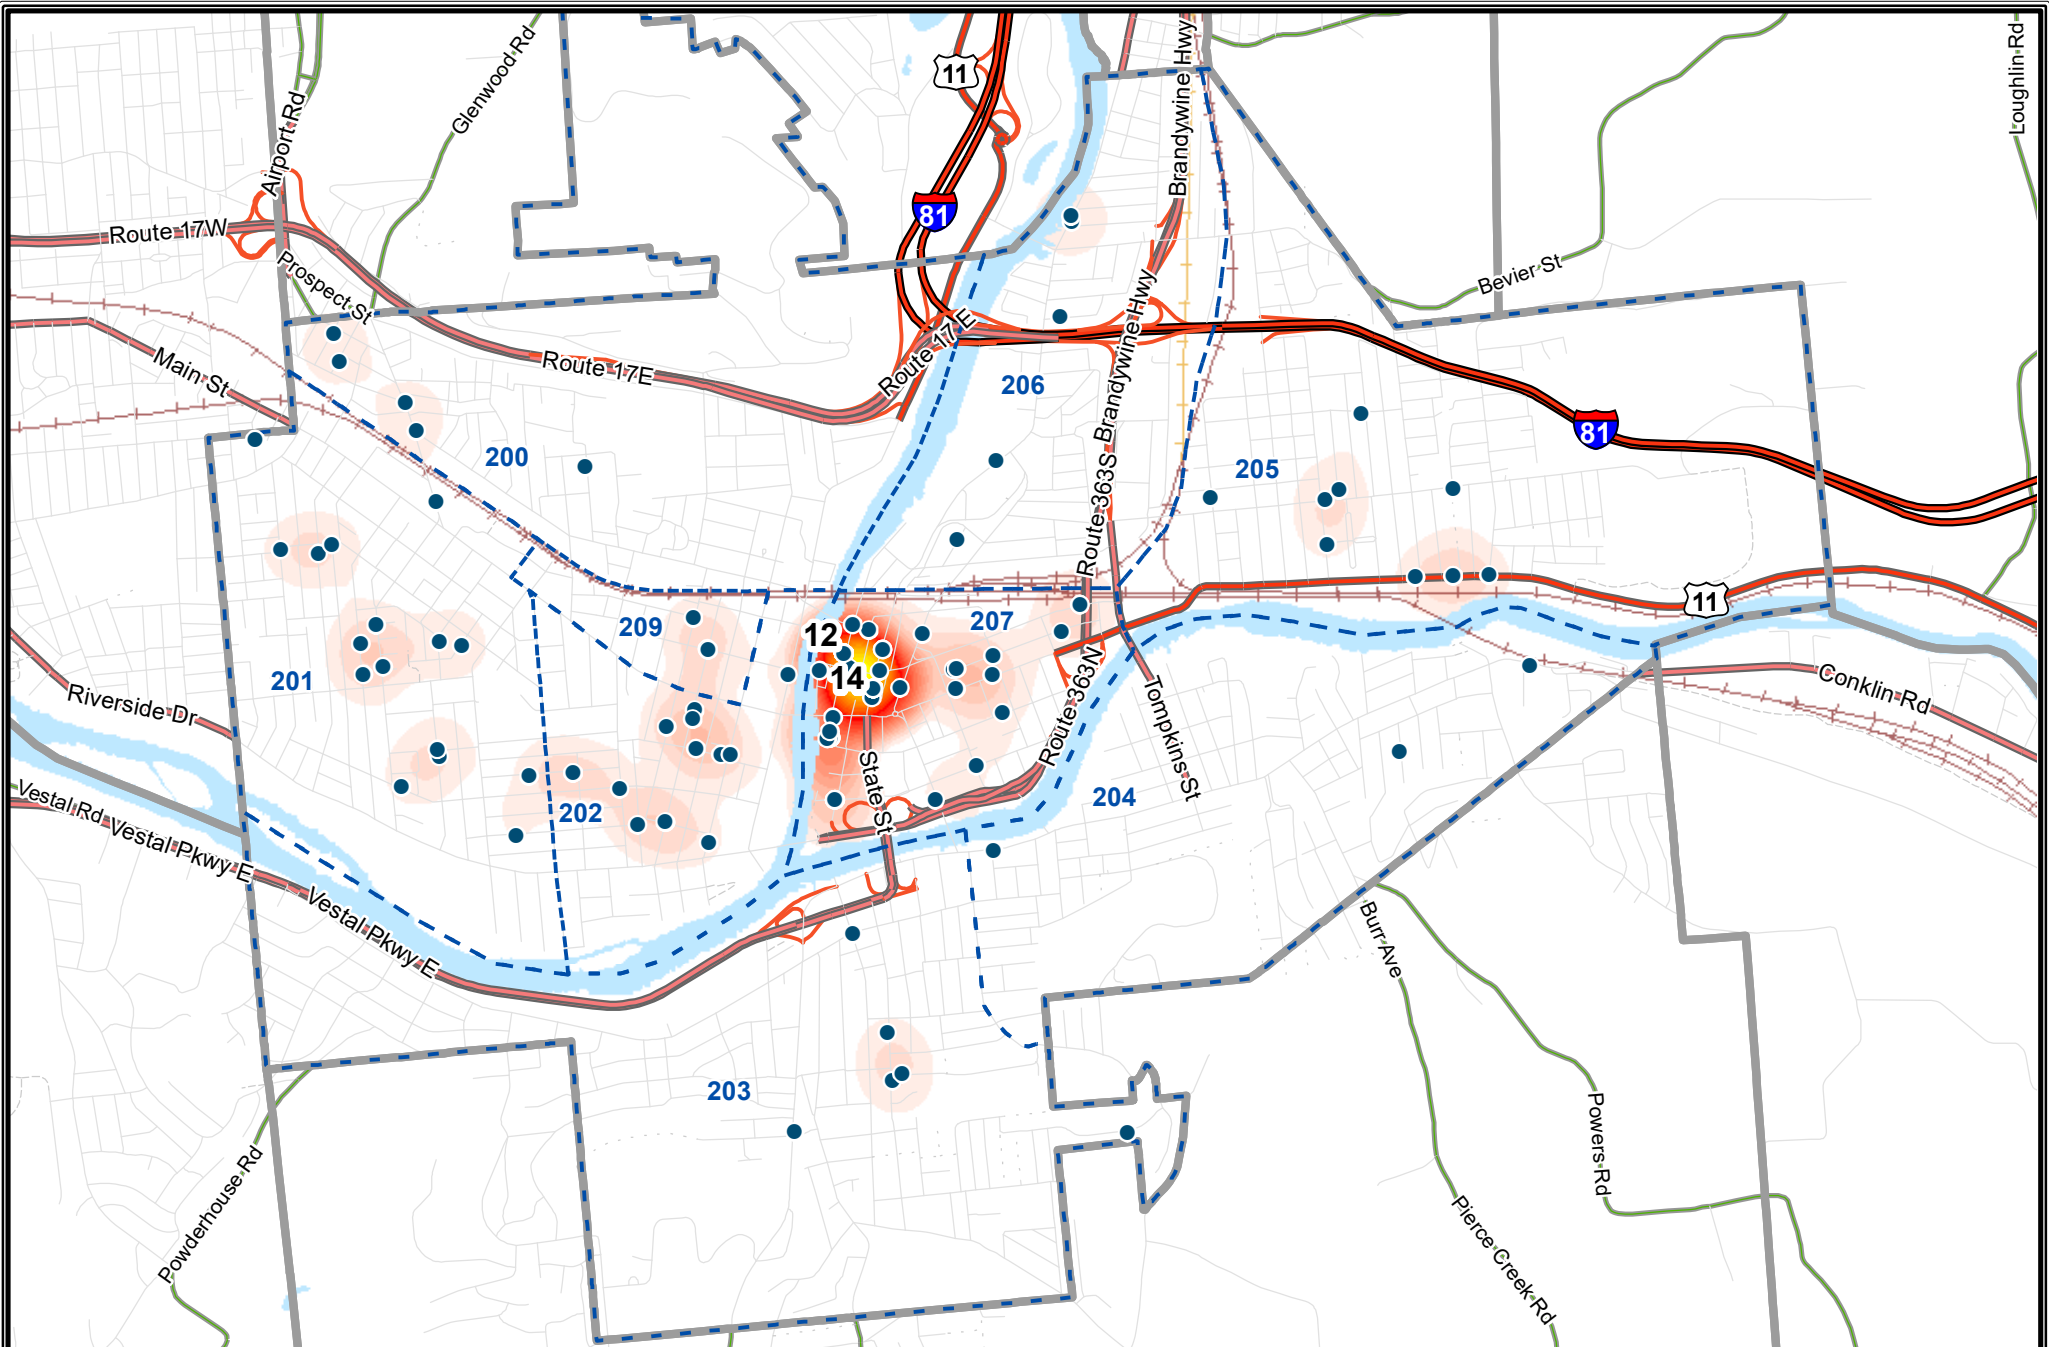 11
Brandywine Hwy
Loughlin Rd
Glenwood Rd
Airport Rd
Route 17W
81
Prospect St
Bevier St
Brandywine Hwy
Route 17 E
Main St
Route 17E
206
81
200
205
Route 363S
11
12
207
209
14
201
Riverside Dr
Route 363N
Tompkins St
Conklin Rd
State St
Vestal Rd
Vestal Pkwy E
202
204
Vestal Pkwy E
Burr Ave
203
Powers Rd
Powderhouse Rd
Pierce Creek Rd